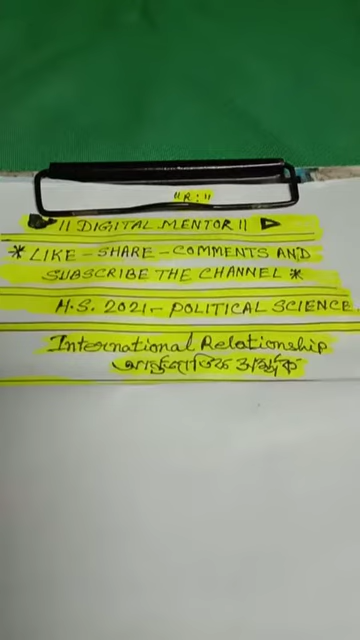 "R:"
|| DIGITAL MENTOR ||
* LIKE - SHARE - COMMENTS AND
SUBSCRIBE THE CHANNEL *
H.S. 2021 - POLITICAL SCIENCE
International Relationship
আন্তর্জাতিক সম্পর্ক